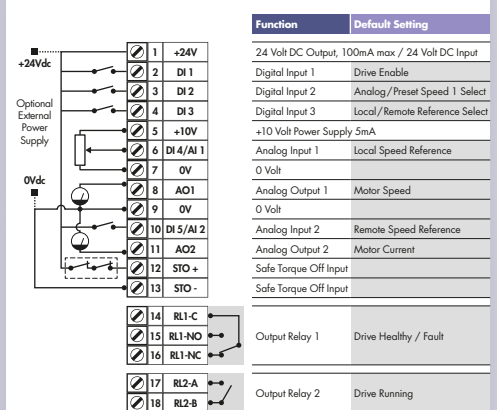 Function Default Setting
1 +24V 24 Volt DC Output, 100mA max / 24 Volt DC Input
+24Vdc
2 DI 1 Digital Input 1 Drive Enable
3 DI 2 Digital Input 2 Analog/Preset Speed 1 Select
4 DI 3 Digital Input 3 Local/Remote Reference Select
Optional
External
Power
Supply
5 +10V +10 Volt Power Supply 5mA
6 DI 4/AI 1 Analog Input 1 Local Speed Reference
7 0V 0 Volt
0Vdc
8 AO1 Analog Output 1 Motor Speed
9 0V 0 Volt
10 DI 5/AI 2 Analog Input 2 Remote Speed Reference
11 AO2 Analog Output 2 Motor Current
12 STO + Safe Torque Off Input
13 STO - Safe Torque Off Input
14 RL1-C
15 RL1-NO Output Relay 1 Drive Healthy / Fault
16 RL1-NC
17 RL2-A Output Relay 2 Drive Running
18 RL2-B